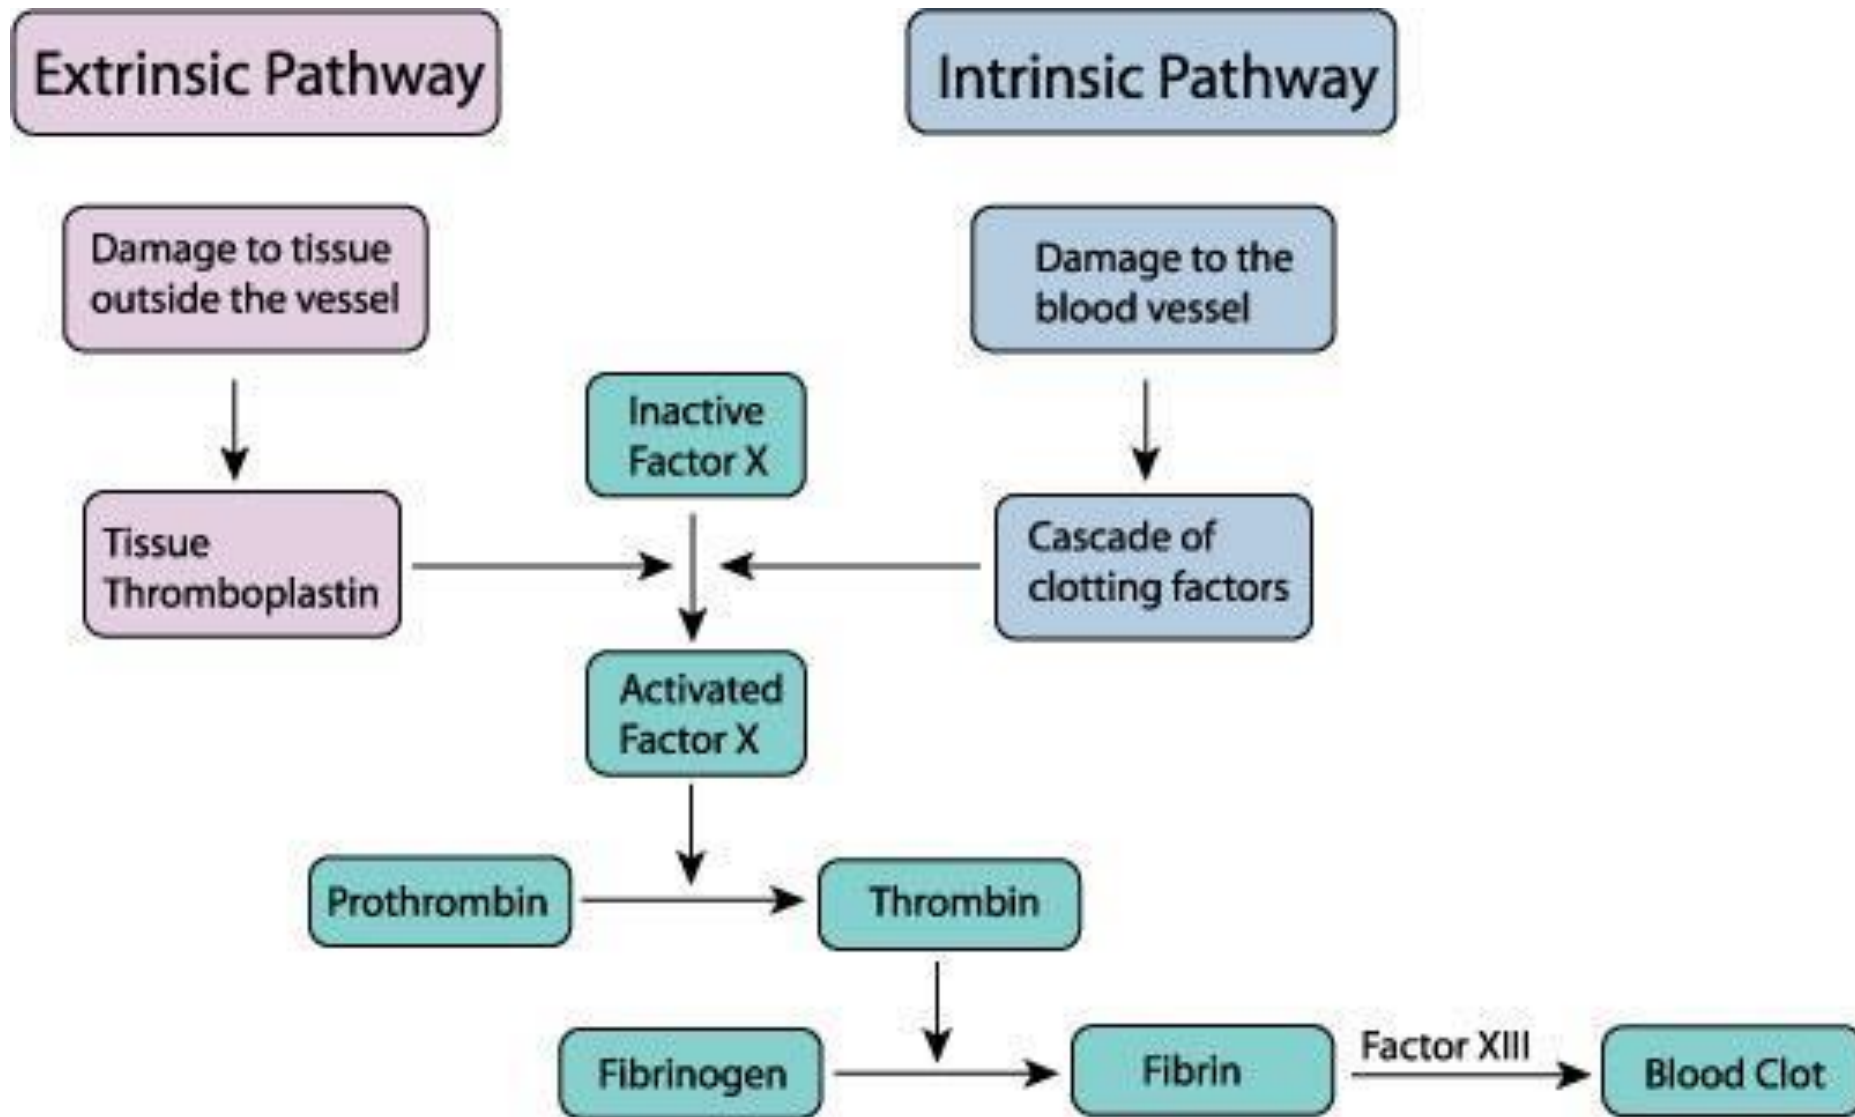 Extrinsic Pathway
Intrinsic Pathway
Damage to tissue
outside the vessel
Damage to the
blood vessel
Inactive
Factor X
Tissue
Thromboplastin
Cascade of
clotting factors
Activated
Factor X
Prothrombin
Thrombin
Fibrinogen
Fibrin
Factor XIII
Blood Clot